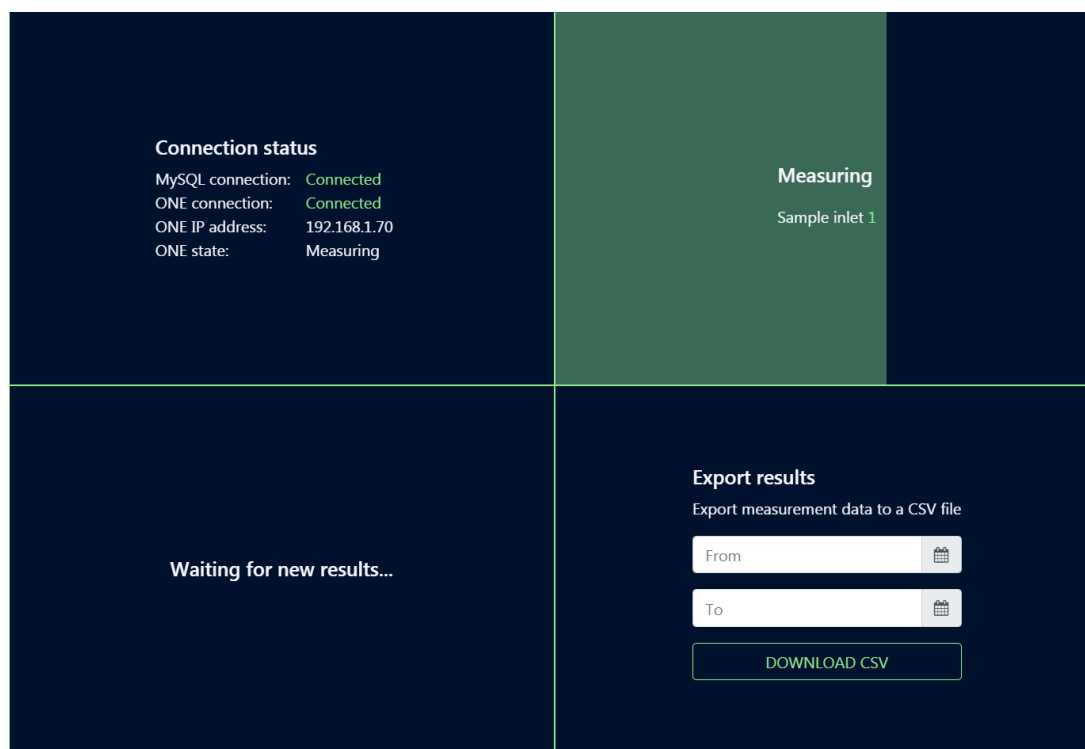 Connection status
MySQL connection: Connected
ONE connection: Connected
ONE IP address: 192.168.1.70
ONE state: Measuring
Measuring
Sample inlet 1
Waiting for new results...
Export results
Export measurement data to a CSV file
From
To
DOWNLOAD CSV